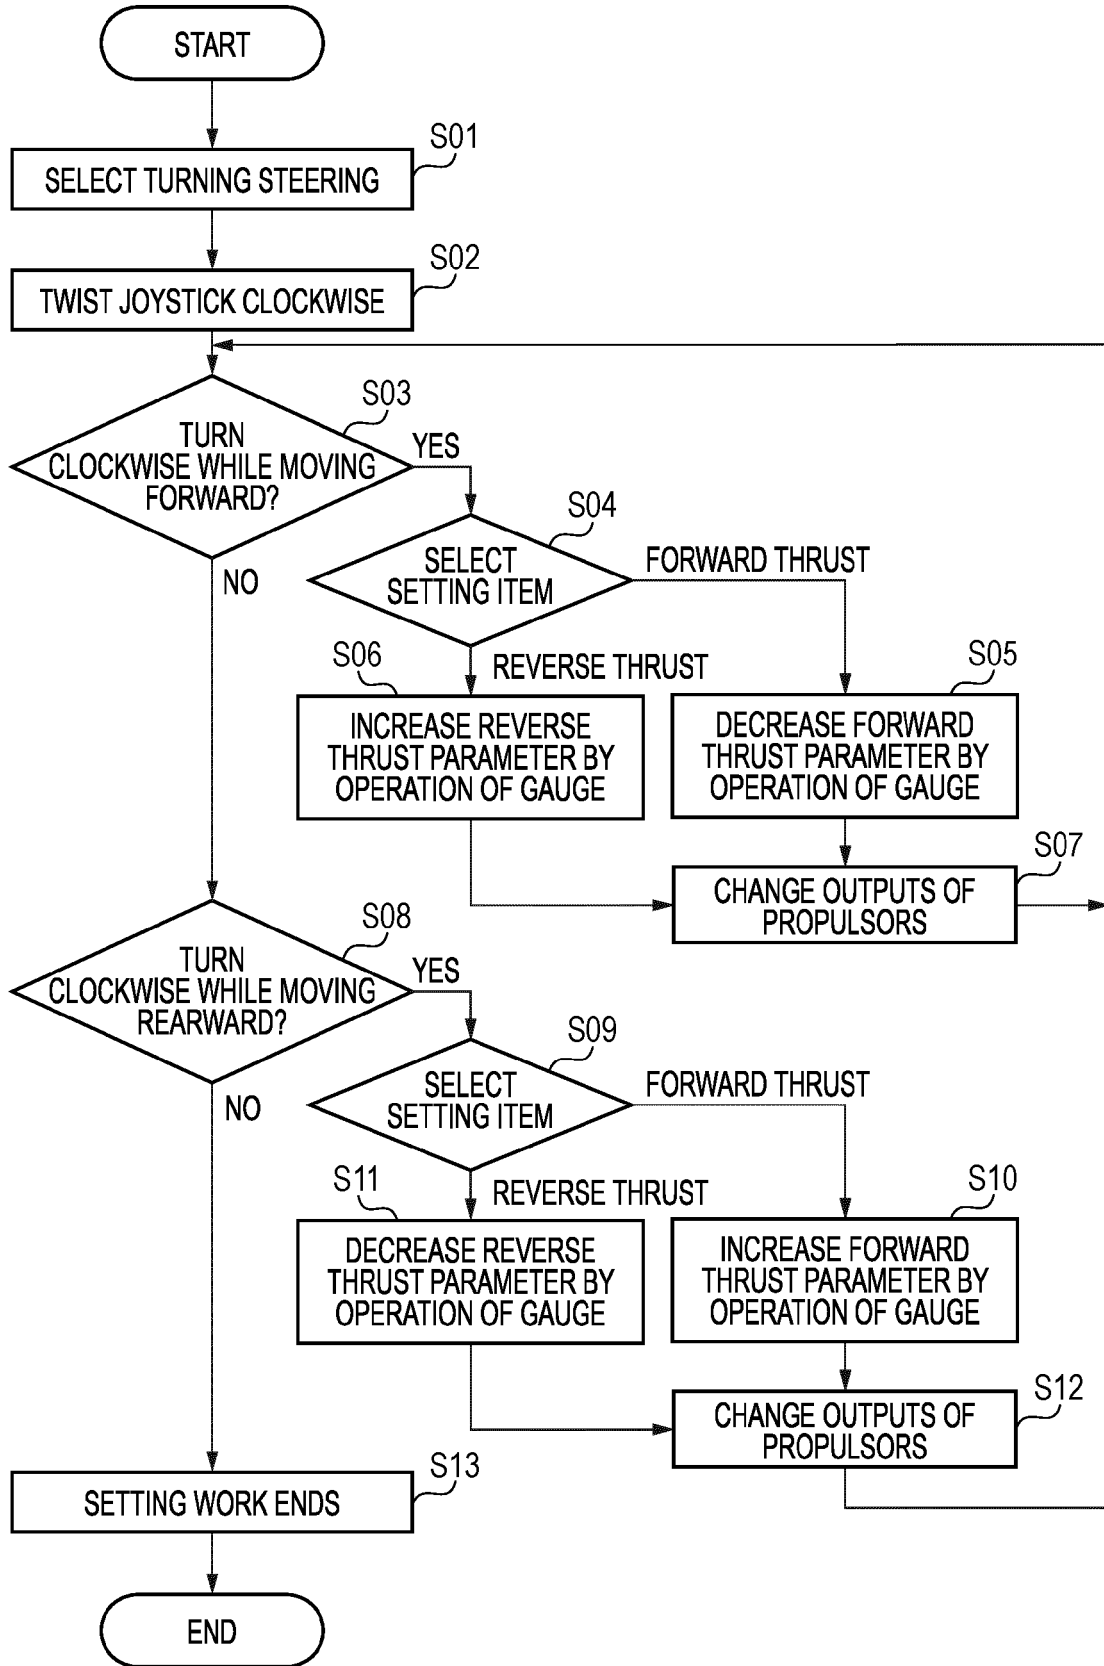 START
S01
SELECT TURNING STEERING
S02
TWIST JOYSTICK CLOCKWISE
S03
TURN
CLOCKWISE WHILE MOVING
FORWARD?
YES
NO
S04
SELECT
SETTING ITEM
FORWARD THRUST
REVERSE THRUST
S06
INCREASE REVERSE
THRUST PARAMETER BY
OPERATION OF GAUGE
S05
DECREASE FORWARD
THRUST PARAMETER BY
OPERATION OF GAUGE
S07
CHANGE OUTPUTS OF
PROPULSORS
S08
TURN
CLOCKWISE WHILE MOVING
REARWARD?
YES
NO
S09
SELECT
SETTING ITEM
FORWARD THRUST
REVERSE THRUST
S11
DECREASE REVERSE
THRUST PARAMETER BY
OPERATION OF GAUGE
S10
INCREASE FORWARD
THRUST PARAMETER BY
OPERATION OF GAUGE
S12
CHANGE OUTPUTS OF
PROPULSORS
S13
SETTING WORK ENDS
END